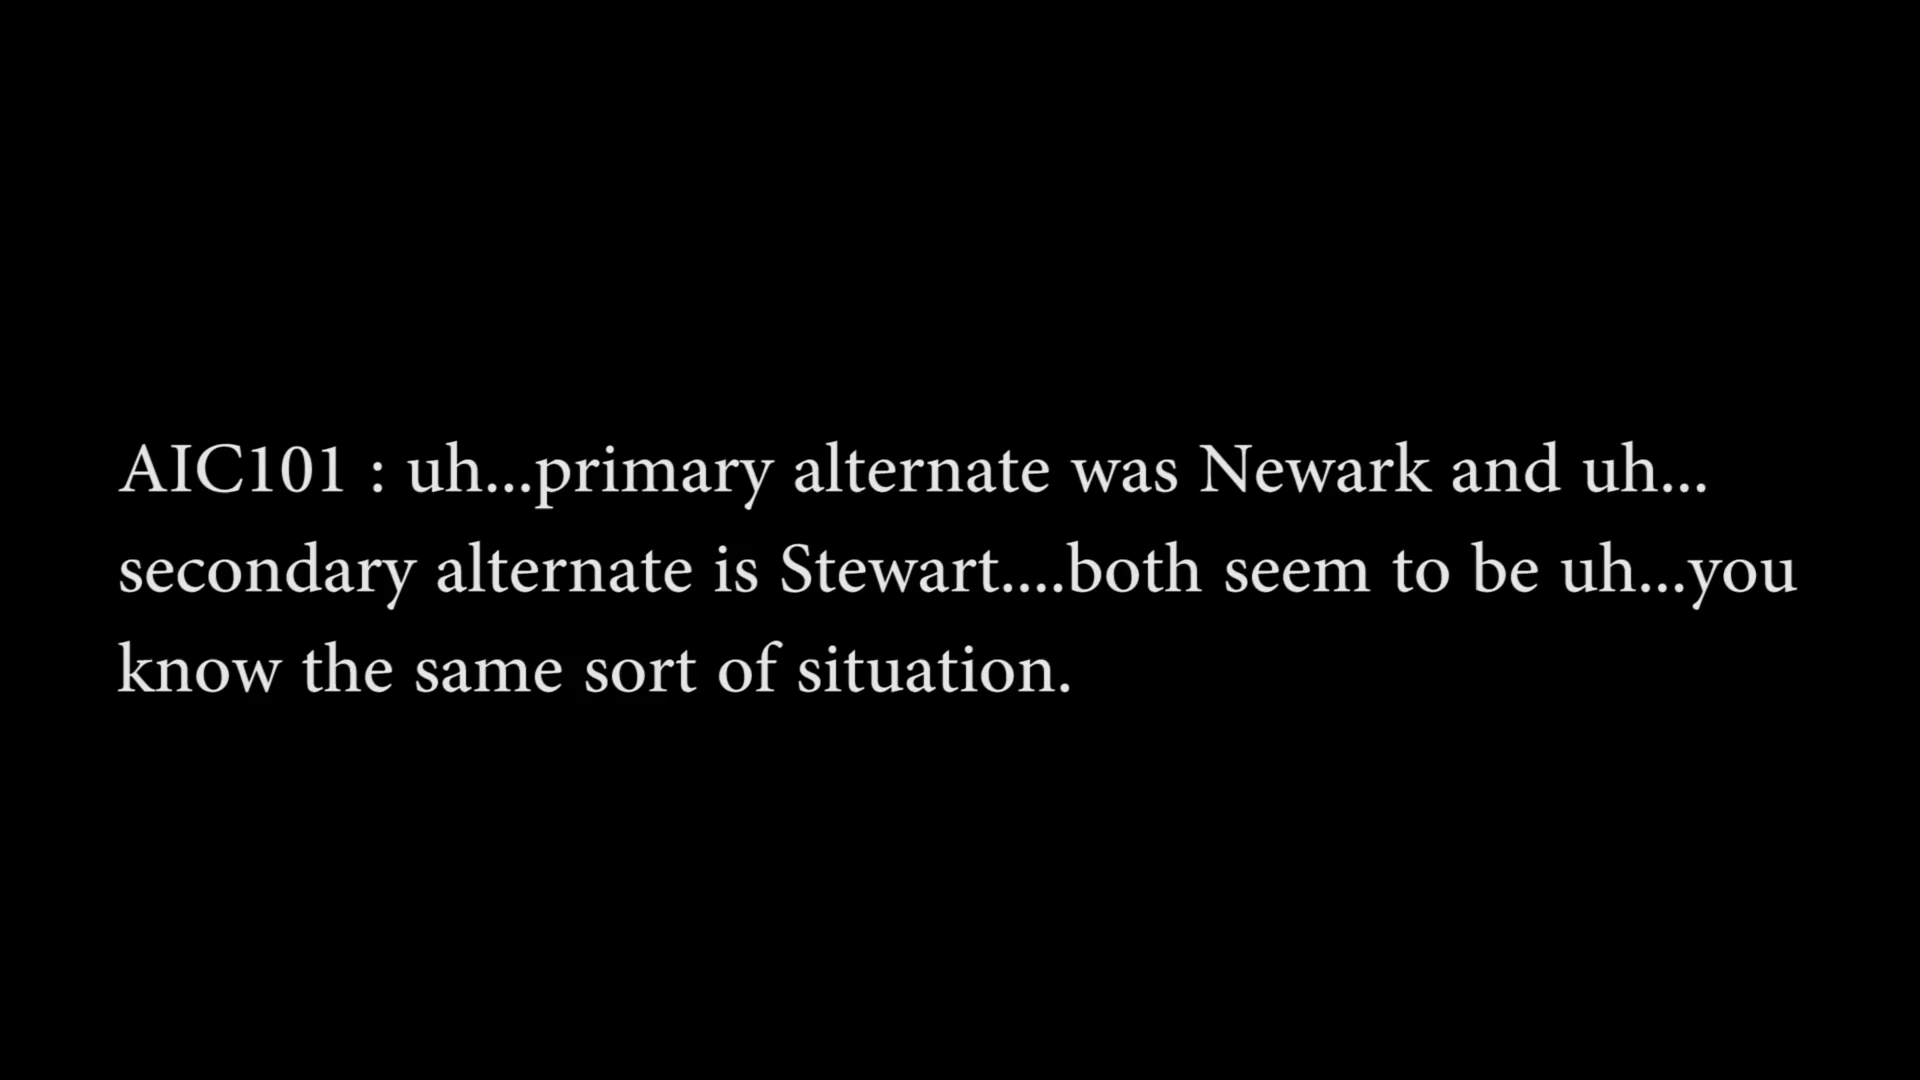 AIC101 : uh...primary alternate was Newark and uh...
secondary alternate is Stewart....both seem to be uh...you
know the same sort of situation.